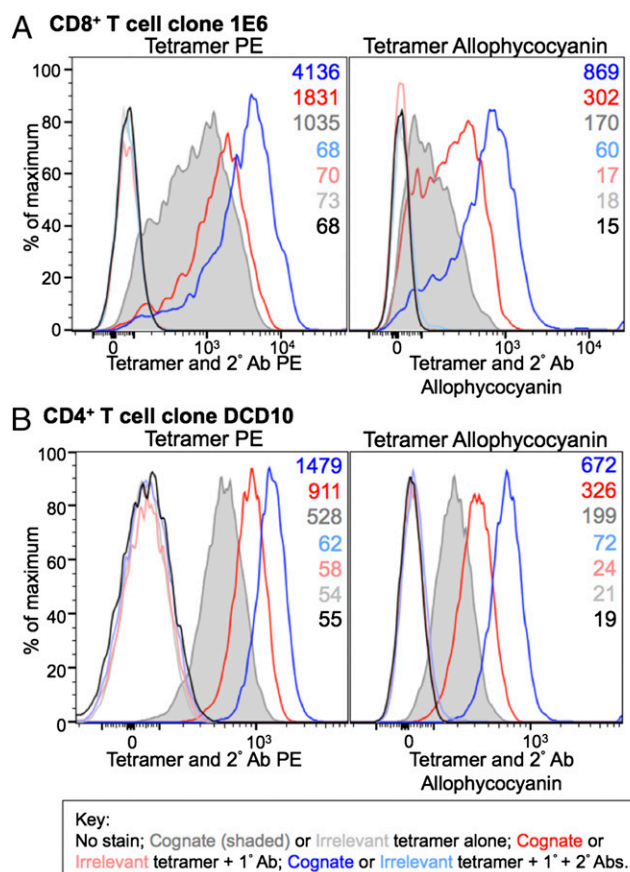 A CD8⁺ T cell clone 1E6
Tetramer PE
Tetramer Allophycocyanin
% of maximum
100
80
60
40
20
0
4136
1831
1035
68
70
73
68
869
302
170
60
17
18
15
0 10³ 10⁴
0 10³ 10⁴
Tetramer and 2˚ Ab PE
Tetramer and 2˚ Ab
Allophycocyanin
B CD4⁺ T cell clone DCD10
Tetramer PE
Tetramer Allophycocyanin
% of maximum
100
80
60
40
20
0
1479
911
528
62
58
54
55
672
326
199
72
24
21
19
0 10³
0 10³
Tetramer and 2˚ Ab PE
Tetramer and 2˚ Ab
Allophycocyanin
Key:
No stain; Cognate (shaded) or Irrelevant tetramer alone; Cognate or
Irrelevant tetramer + 1˚ Ab; Cognate or Irrelevant tetramer + 1˚ + 2˚ Abs.